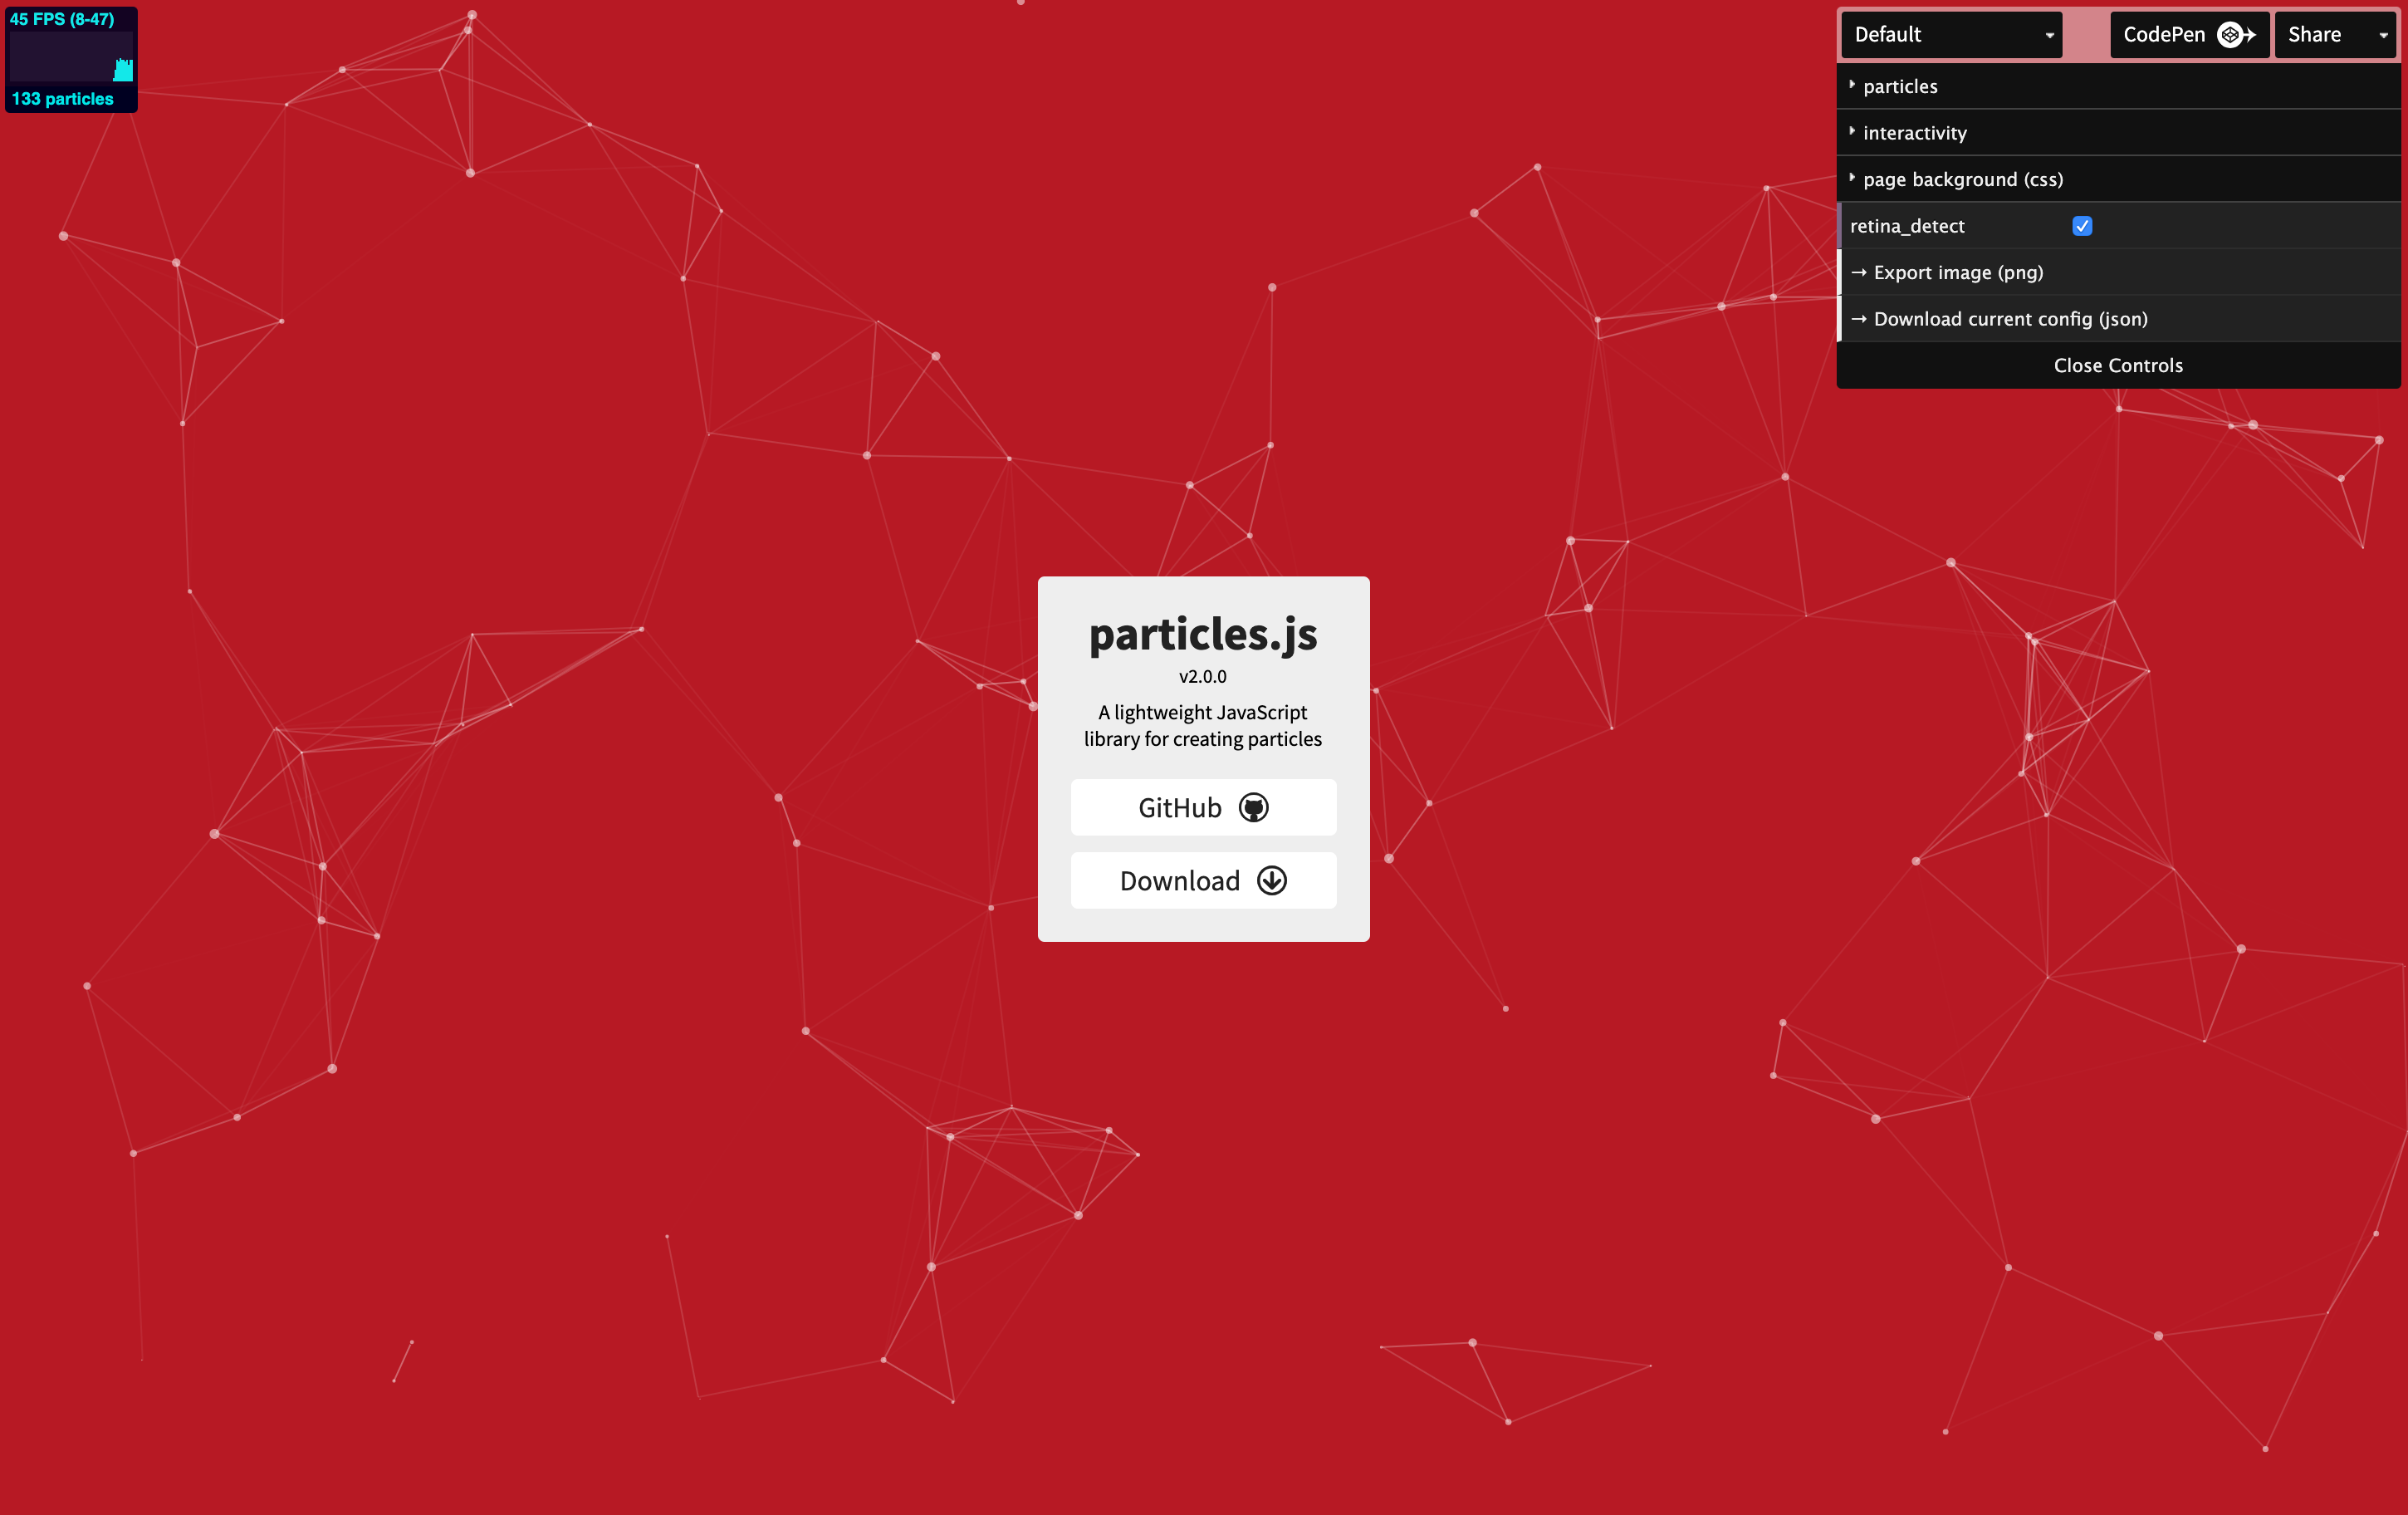 45 FPS (8-47)
133 particles
Default
CodePen
Share
particles
interactivity
page background (css)
retina_detect
→ Export image (png)
→ Download current config (json)
Close Controls
particles.js
v2.0.0
A lightweight JavaScript
library for creating particles
GitHub
Download